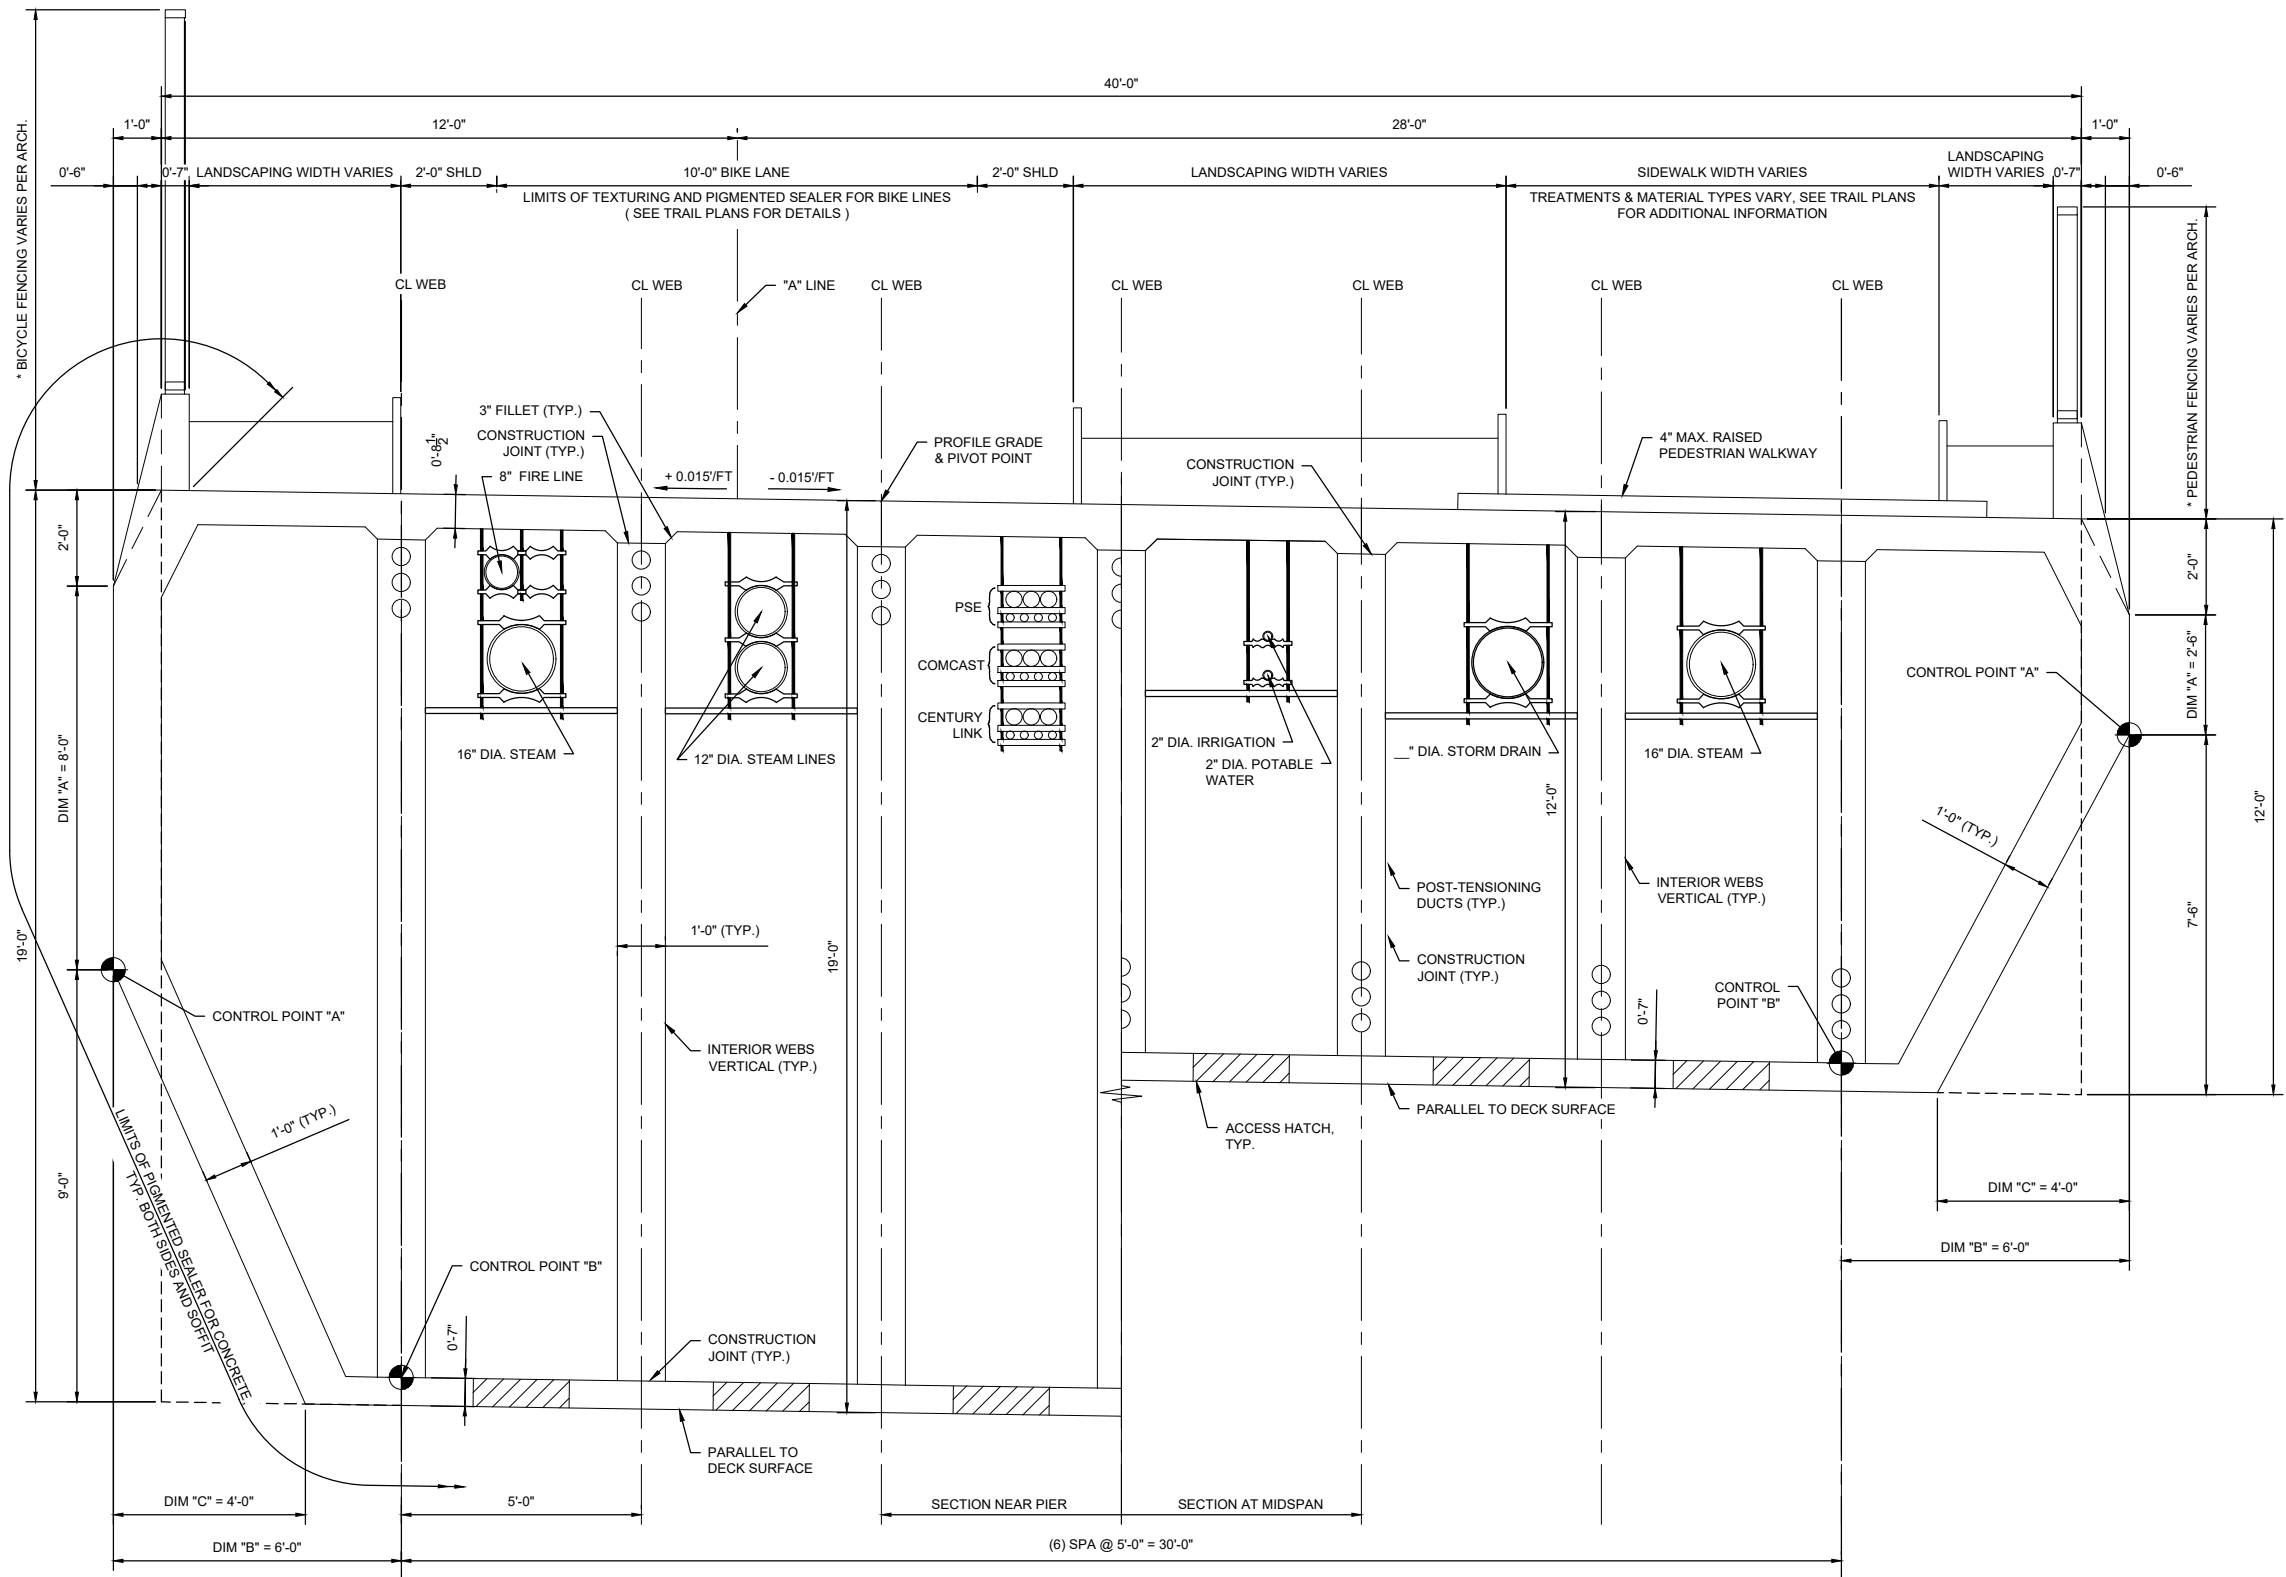 40'-0"
1'-0"
12'-0"
28'-0"
1'-0"
0'-6"
0'-7"
LANDSCAPING WIDTH VARIES
2'-0" SHLD
10'-0" BIKE LANE
2'-0" SHLD
LANDSCAPING WIDTH VARIES
SIDEWALK WIDTH VARIES
LANDSCAPING
WIDTH VARIES
0'-7"
0'-6"
LIMITS OF TEXTURING AND PIGMENTED SEALER FOR BIKE LINES
( SEE TRAIL PLANS FOR DETAILS )
TREATMENTS & MATERIAL TYPES VARY, SEE TRAIL PLANS
FOR ADDITIONAL INFORMATION
* BICYCLE FENCING VARIES PER ARCH.
* PEDESTRIAN FENCING VARIES PER ARCH.
CL WEB
CL WEB
"A" LINE
CL WEB
CL WEB
CL WEB
CL WEB
CL WEB
3" FILLET (TYP.)
CONSTRUCTION
JOINT (TYP.)
0'-8 1/2"
8" FIRE LINE
+ 0.015'/FT
- 0.015'/FT
PROFILE GRADE
& PIVOT POINT
CONSTRUCTION
JOINT (TYP.)
4" MAX. RAISED
PEDESTRIAN WALKWAY
2'-0"
2'-0"
PSE
COMCAST
CENTURY
LINK
DIM "A" = 2'-6"
CONTROL POINT "A"
16" DIA. STEAM
12" DIA. STEAM LINES
2" DIA. IRRIGATION
2" DIA. POTABLE
WATER
__" DIA. STORM DRAIN
16" DIA. STEAM
DIM "A" = 8'-0"
12'-0"
12'-0"
1'-0" (TYP.)
POST-TENSIONING
DUCTS (TYP.)
INTERIOR WEBS
VERTICAL (TYP.)
7'-6"
19'-0"
1'-0" (TYP.)
19'-0"
CONSTRUCTION
JOINT (TYP.)
CONTROL
POINT "B"
0'-7"
CONTROL POINT "A"
INTERIOR WEBS
VERTICAL (TYP.)
PARALLEL TO DECK SURFACE
ACCESS HATCH,
TYP.
1'-0" (TYP.)
9'-0"
LIMITS OF PIGMENTED SEALER FOR CONCRETE,
TYP. BOTH SIDES AND SOFFIT
DIM "C" = 4'-0"
DIM "B" = 6'-0"
CONTROL POINT "B"
0'-7"
CONSTRUCTION
JOINT (TYP.)
PARALLEL TO
DECK SURFACE
DIM "C" = 4'-0"
5'-0"
SECTION NEAR PIER
SECTION AT MIDSPAN
DIM "B" = 6'-0"
(6) SPA @ 5'-0" = 30'-0"